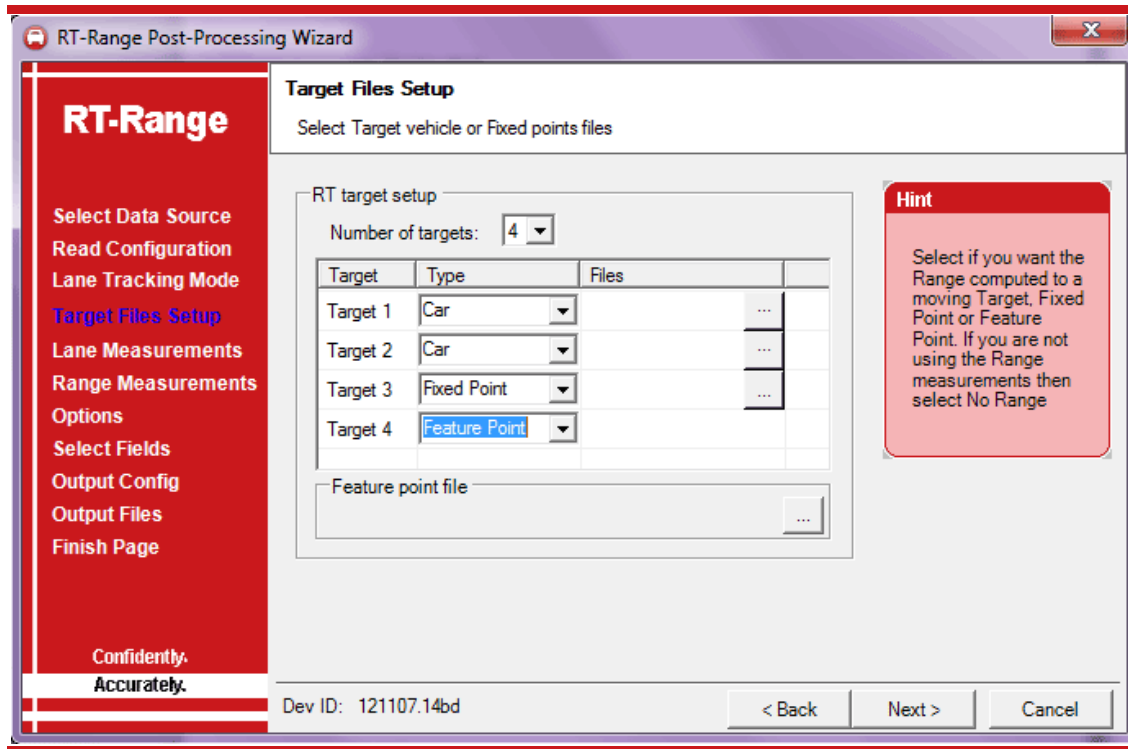 RT-Range Post-Processing Wizard
RT-Range
Select Data Source
Read Configuration
Lane Tracking Mode
Target Files Setup
Lane Measurements
Range Measurements
Options
Select Fields
Output Config
Output Files
Finish Page
Confidently.
Accurately.
Target Files Setup
Select Target vehicle or Fixed points files
RT target setup
Number of targets: 4
Target Type Files
Target 1 Car ...
Target 2 Car ...
Target 3 Fixed Point ...
Target 4 Feature Point
Feature point file
...
Hint
Select if you want the
Range computed to a
moving Target, Fixed
Point or Feature
Point. If you are not
using the Range
measurements then
select No Range
Dev ID: 121107.14bd
< Back Next > Cancel